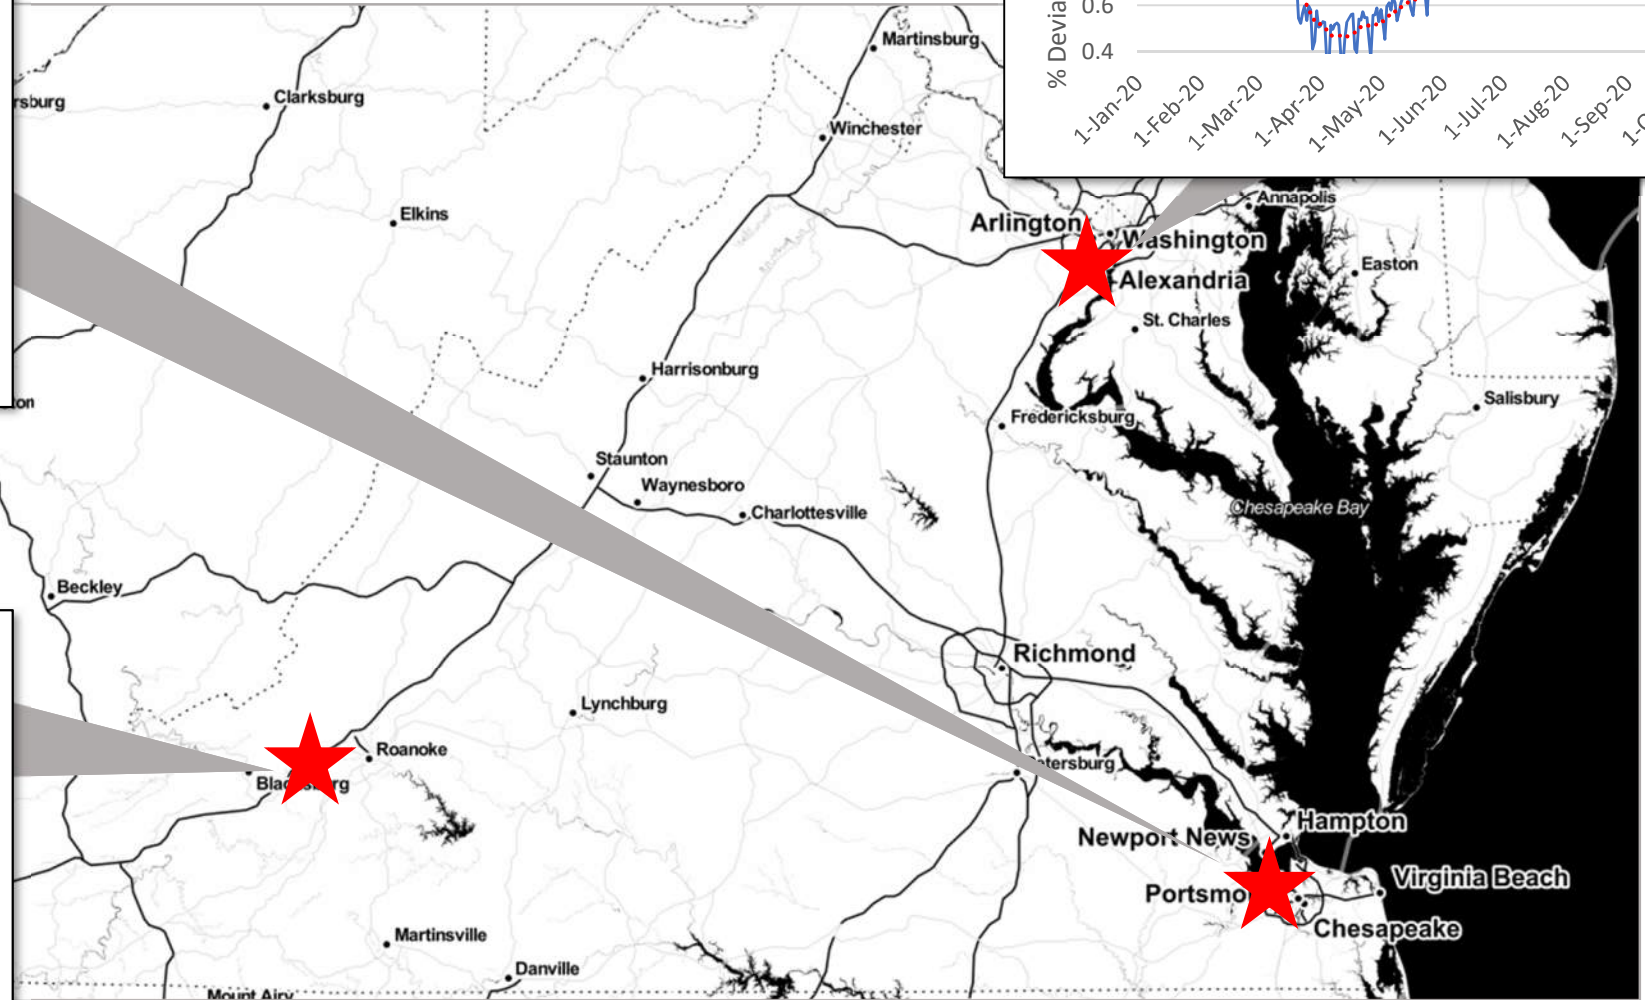 % Devia
0.6
0.4
1-Jan-20
1-Feb-20
1-Mar-20
1-Apr-20
1-May-20
1-Jun-20
1-Jul-20
1-Aug-20
1-Sep-20
Martinsburg
rsburg
Clarksburg
Winchester
Annapolis
Elkins
Arlington
Washington
Easton
Alexandria
St. Charles
Harrisonburg
Salisbury
ton
Fredericksburg
Staunton
Waynesboro
Chesapeake Bay
Charlottesville
Beckley
Richmond
Lynchburg
Roanoke
tersburg
Hampton
Newport News
Virginia Beach
Portsmo
Chesapeake
Martinsville
Danville
Mount Airy